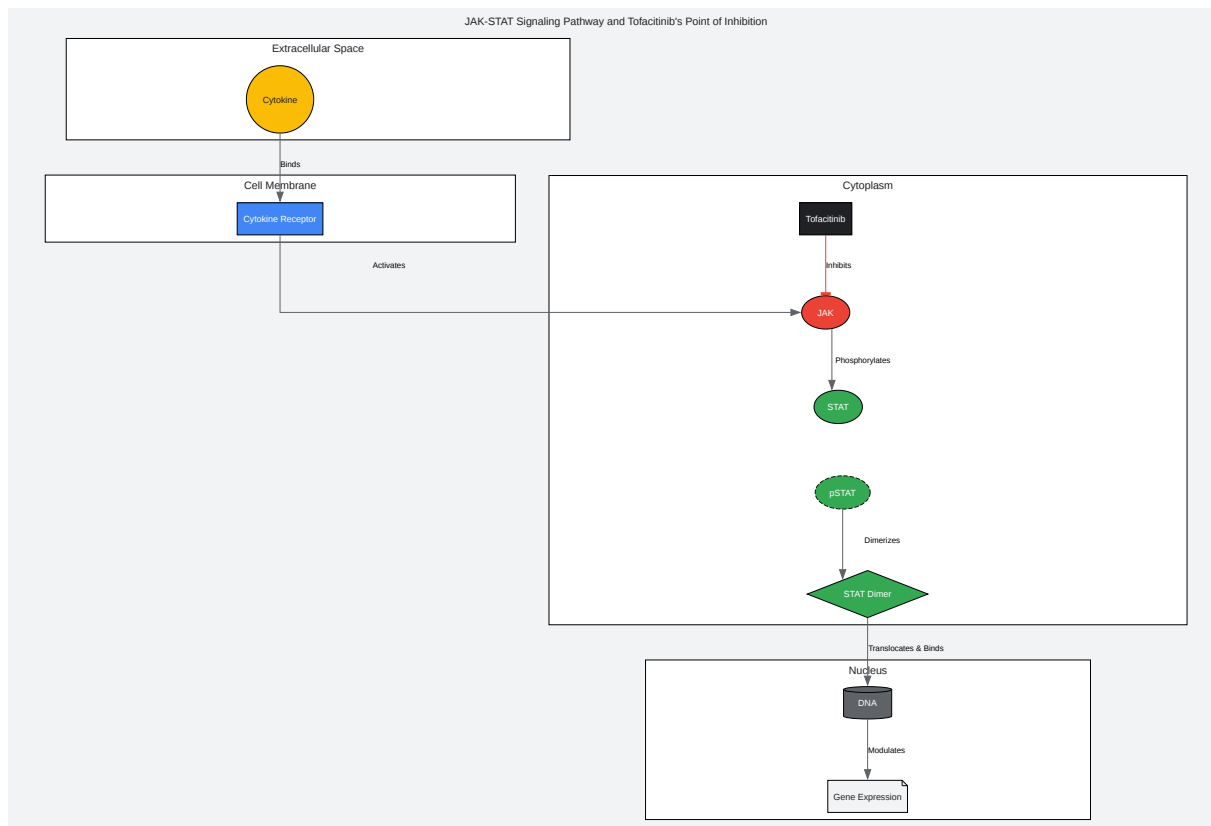 JAK-STAT Signaling Pathway and Tofacitinib's Point of Inhibition
Extracellular Space
Cytokine
Binds
Cell Membrane
Cytokine Receptor
Activates
Cytoplasm
Tofacitinib
Inhibits
JAK
Phosphorylates
STAT
pSTAT
Dimerizes
STAT Dimer
Translocates & Binds
Nucleus
DNA
Modulates
Gene Expression